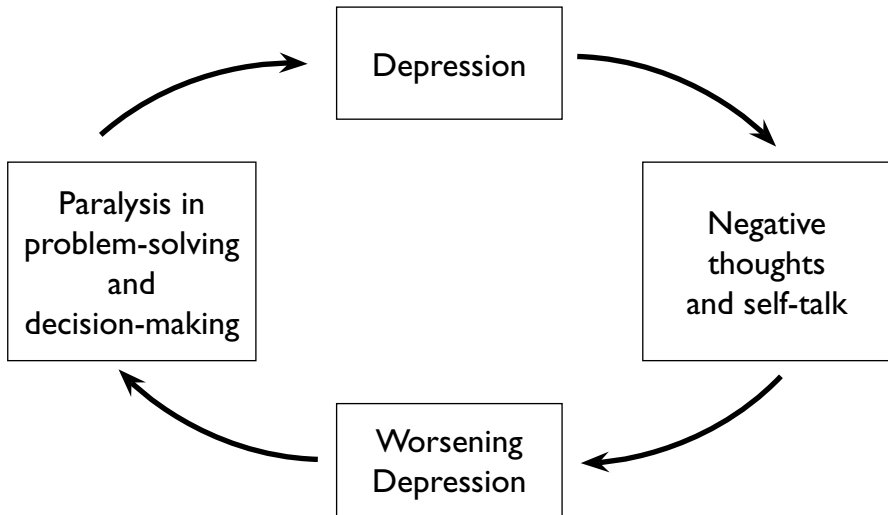 Depression
Negative
thoughts
and self-talk
Worsening
Depression
Paralysis in
problem-solving
and
decision-making